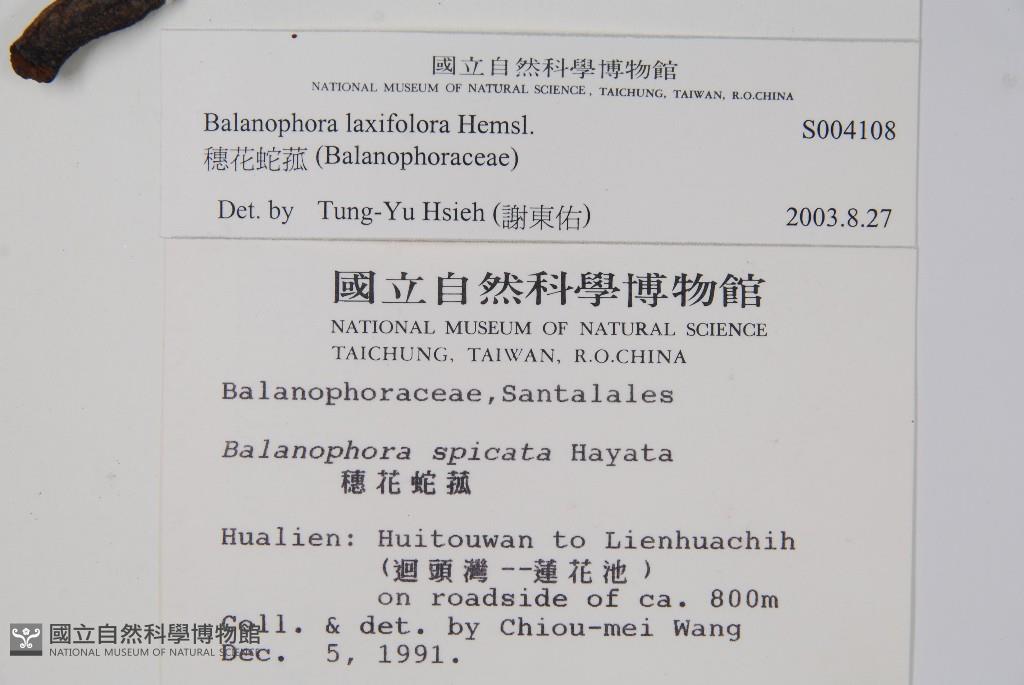 國立自然科學博物館
NATIONAL MUSEUM OF NATURAL SCIENCE, TAICHUNG, TAIWAN, R.O.CHINA
Balanophora laxifolora Hemsl. S004108
穗花蛇菰 (Balanophoraceae)
Det. by Tung-Yu Hsieh (謝東佑) 2003.8.27
國立自然科學博物館
NATIONAL MUSEUM OF NATURAL SCIENCE
TAICHUNG, TAIWAN, R.O.CHINA
Balanophoraceae,Santalales
Balanophora spicata Hayata
穗花蛇菰
Hualien: Huitouwan to Lienhuachih
(迴頭灣--蓮花池)
on roadside of ca. 800m
Coll. & det. by Chiou-mei Wang
Dec. 5, 1991.
國立自然科學博物館
NATIONAL MUSEUM OF NATURAL SCIENCE